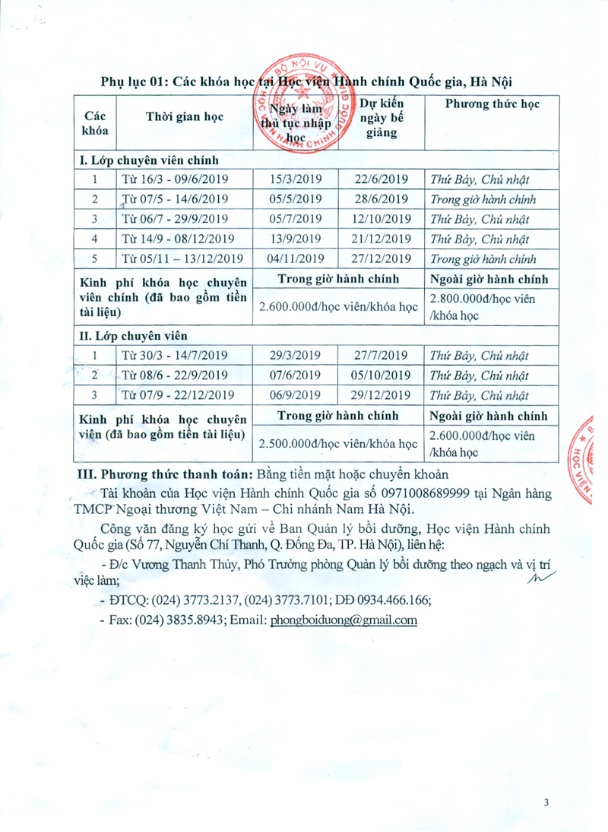 Phụ lục 01: Các khóa học tại Học viện Hành chính Quốc gia, Hà Nội
Các khóa Thời gian học Ngày làm thủ tục nhập học Dự kiến ngày bế giảng Phương thức học
I. Lớp chuyên viên chính
1 Từ 16/3 - 09/6/2019 15/3/2019 22/6/2019 Thứ Bảy, Chủ nhật
2 Từ 07/5 - 14/6/2019 05/5/2019 28/6/2019 Trong giờ hành chính
3 Từ 06/7 - 29/9/2019 05/7/2019 12/10/2019 Thứ Bảy, Chủ nhật
4 Từ 14/9 - 08/12/2019 13/9/2019 21/12/2019 Thứ Bảy, Chủ nhật
5 Từ 05/11 – 13/12/2019 04/11/2019 27/12/2019 Trong giờ hành chính
Kinh phí khóa học chuyên viên chính (đã bao gồm tiền tài liệu)
Trong giờ hành chính Ngoài giờ hành chính
2.600.000đ/học viên/khóa học 2.800.000đ/học viên /khóa học
II. Lớp chuyên viên
1 Từ 30/3 - 14/7/2019 29/3/2019 27/7/2019 Thứ Bảy, Chủ nhật
2 Từ 08/6 - 22/9/2019 07/6/2019 05/10/2019 Thứ Bảy, Chủ nhật
3 Từ 07/9 - 22/12/2019 06/9/2019 29/12/2019 Thứ Bảy, Chủ nhật
Kinh phí khóa học chuyên viên (đã bao gồm tiền tài liệu)
Trong giờ hành chính Ngoài giờ hành chính
2.500.000đ/học viên/khóa học 2.600.000đ/học viên /khóa học
III. Phương thức thanh toán: Bằng tiền mặt hoặc chuyển khoản
Tài khoản của Học viện Hành chính Quốc gia số 0971008689999 tại Ngân hàng
TMCP Ngoại thương Việt Nam – Chi nhánh Nam Hà Nội.
Công văn đăng ký học gửi về Ban Quản lý bồi dưỡng, Học viện Hành chính
Quốc gia (Số 77, Nguyễn Chí Thanh, Q. Đống Đa, TP. Hà Nội), liên hệ:
- Đ/c Vương Thanh Thủy, Phó Trưởng phòng Quản lý bồi dưỡng theo ngạch và vị trí
việc làm;
- ĐTCQ: (024) 3773.2137, (024) 3773.7101; DĐ 0934.466.166;
- Fax: (024) 3835.8943; Email: phongboiduong@gmail.com
3
BỘ NỘI VỤ
HỌC VIỆN HÀNH CHÍNH QUỐC GIA